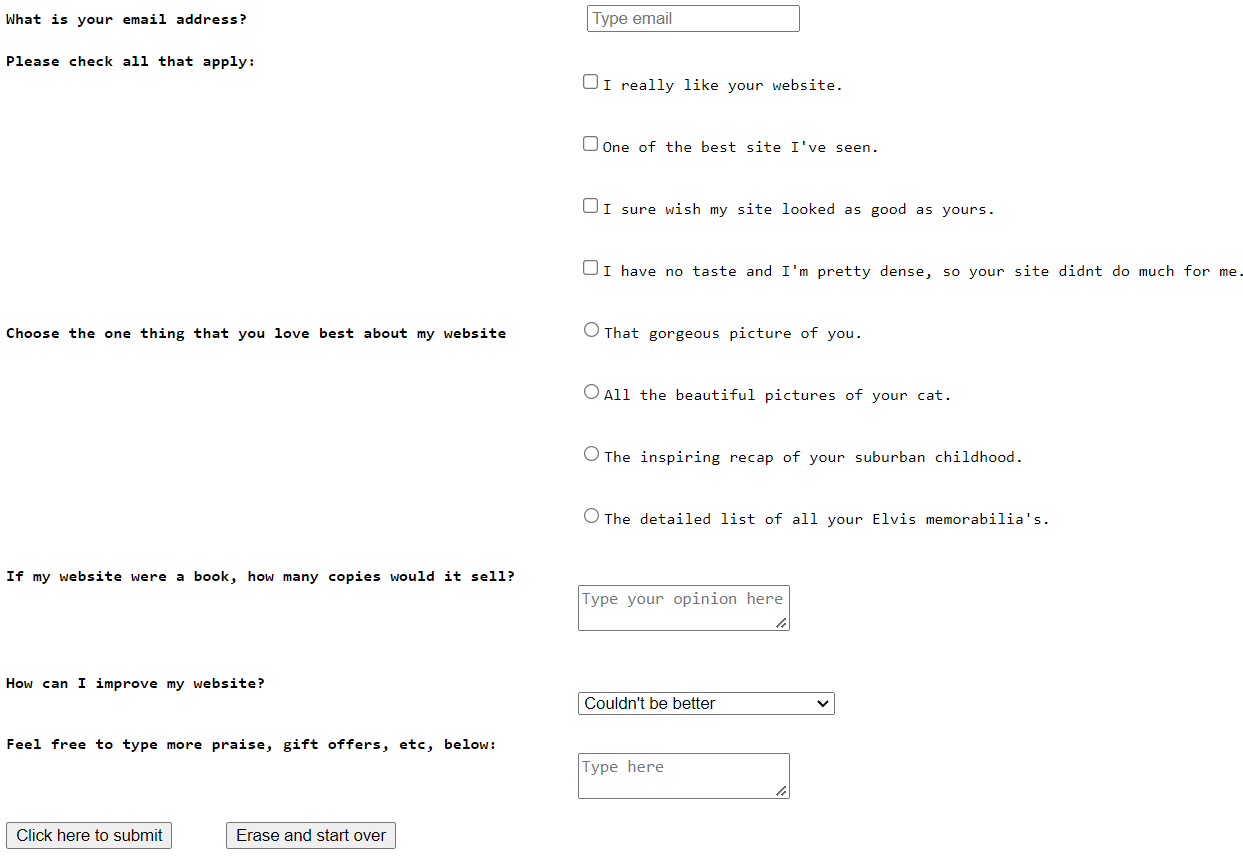 What is your email address?
Type email
Please check all that apply:
I really like your website.
One of the best site I've seen.
I sure wish my site looked as good as yours.
I have no taste and I'm pretty dense, so your site didnt do much for me.
Choose the one thing that you love best about my website
That gorgeous picture of you.
All the beautiful pictures of your cat.
The inspiring recap of your suburban childhood.
The detailed list of all your Elvis memorabilia's.
If my website were a book, how many copies would it sell?
Type your opinion here
How can I improve my website?
Couldn't be better
Feel free to type more praise, gift offers, etc, below:
Type here
Click here to submit
Erase and start over